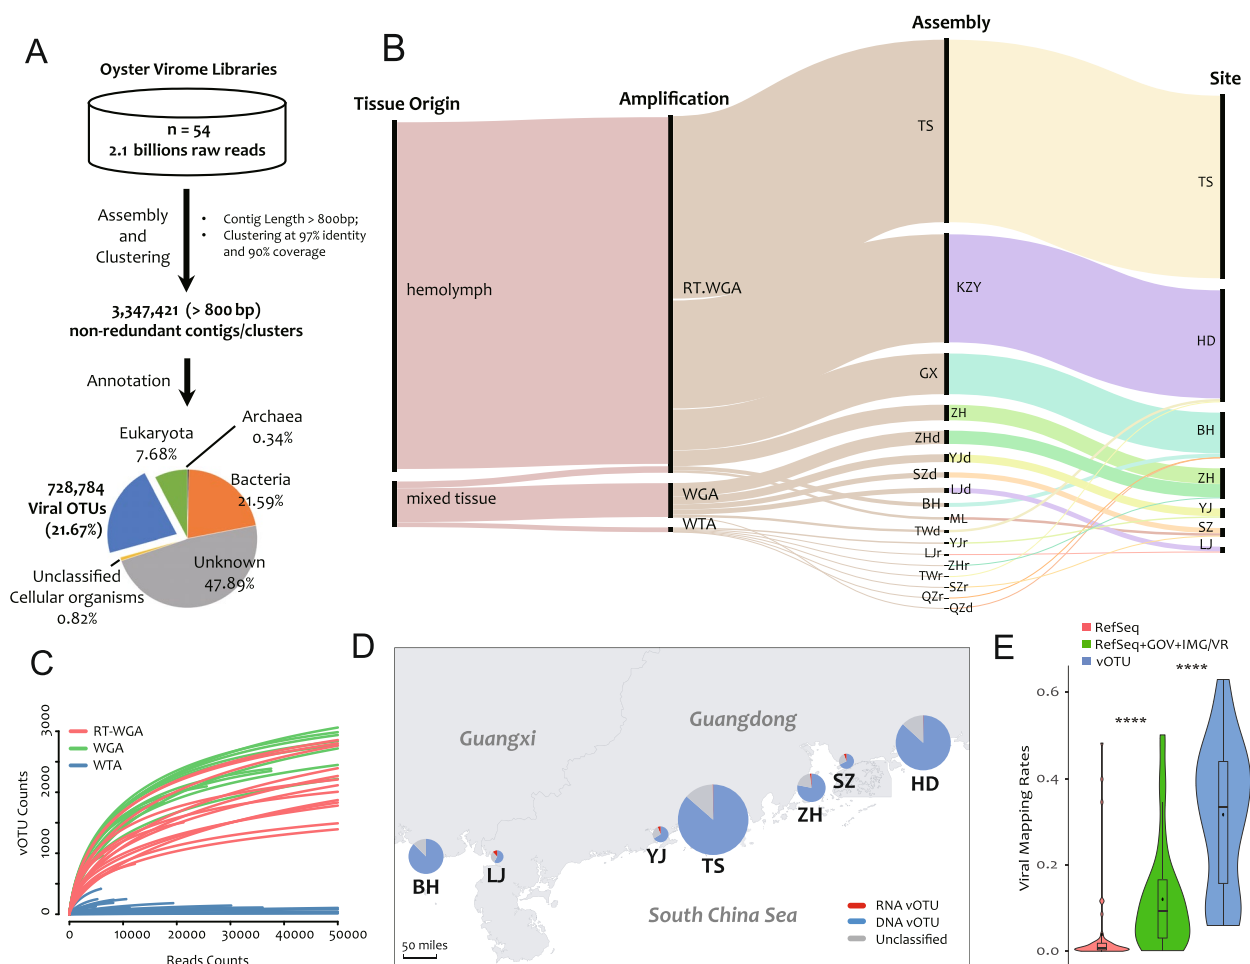 A
Oyster Virome Libraries
n = 54
2.1 billions raw reads
Assembly
and
Clustering
• Contig Length > 800bp;
• Clustering at 97% identity
and 90% coverage
3,347,421 (> 800 bp)
non-redundant contigs/clusters
Annotation
Archaea
0.34%
Eukaryota
7.68%
Bacteria
21.59%
728,784
Viral OTUs
(21.67%)
Unknown
47.89%
Unclassified
Cellular organisms
0.82%
B
Tissue Origin
Amplification
Assembly
Site
hemolymph
mixed tissue
RT.WGA
WGA
WTA
TS
KZY
GX
ZH
ZHd
YJd
SZd
LJd
BH
ML
TWd
YJr
LJr
ZHr
TWr
SZr
QZr
QZd
TS
HD
BH
ZH
YJ
SZ
LJ
C
vOTU Counts
3000
2000
1000
0
RT-WGA
WGA
WTA
0
10000
20000
30000
40000
50000
Reads Counts
D
Guangxi
Guangdong
South China Sea
BH
LJ
YJ
TS
ZH
SZ
HD
RNA vOTU
DNA vOTU
Unclassified
50 miles
E
RefSeq
RefSeq+GOV+IMG/VR
vOTU
****
****
Viral Mapping Rates
0.6
0.4
0.2
0.0